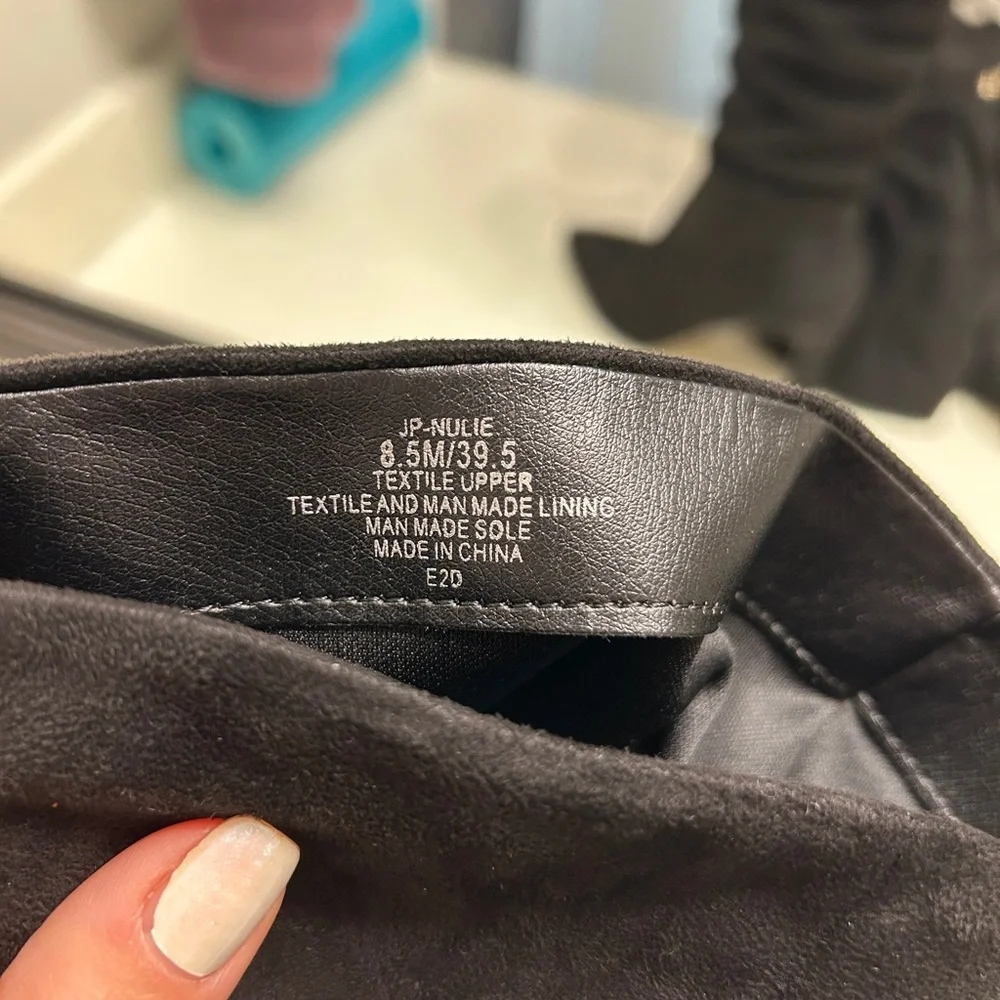 JP-NULIE
8.5M/39.5
TEXTILE UPPER
TEXTILE AND MAN MADE LINING
MAN MADE SOLE
MADE IN CHINA
E2D